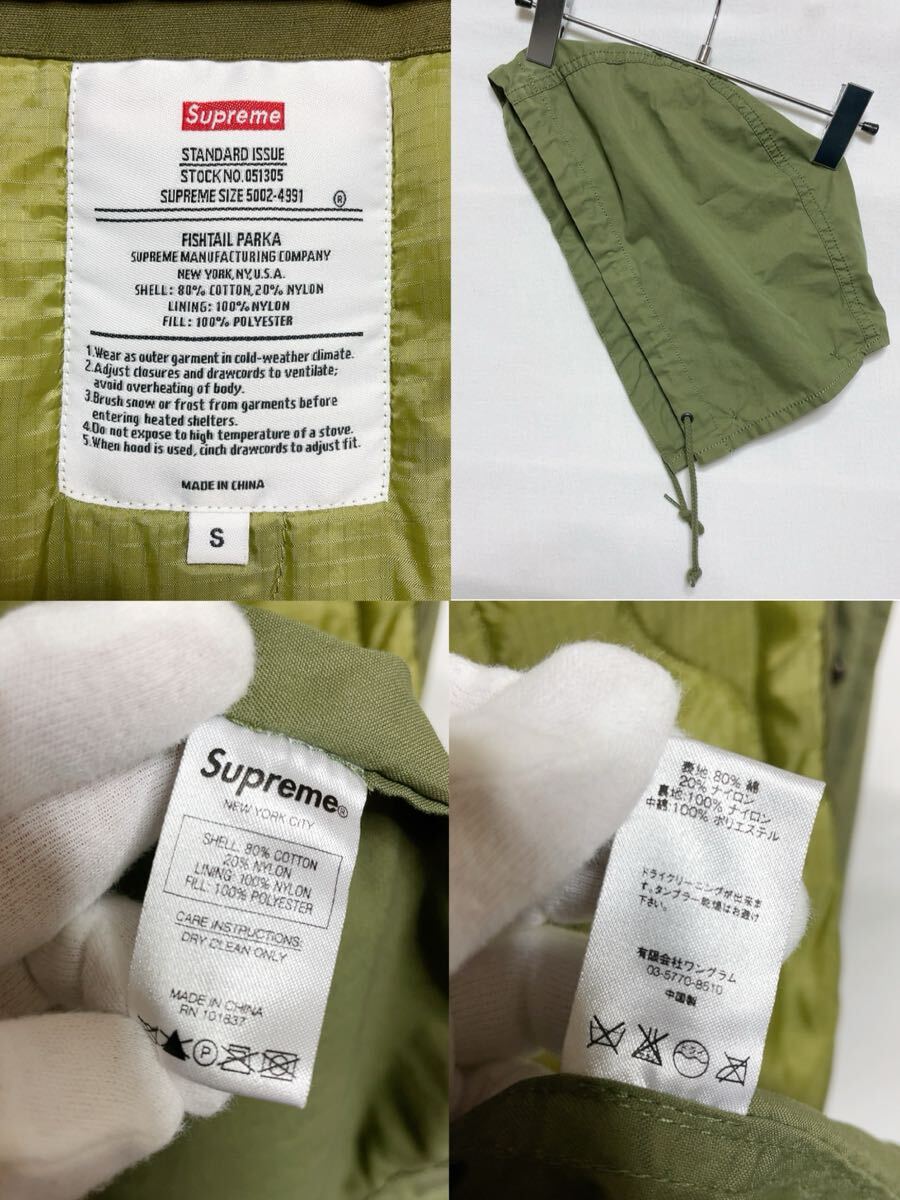 Supreme
STANDARD ISSUE
STOCK NO. 051305
SUPREME SIZE 5002-4991 ®
FISHTAIL PARKA
SUPREME MANUFACTURING COMPANY
NEW YORK, NY, U.S.A.
SHELL: 80% COTTON, 20% NYLON
LINING: 100% NYLON
FILL: 100% POLYESTER
1. Wear as outer garment in cold-weather climate.
2. Adjust closures and drawcords to ventilate;
avoid overheating of body.
3. Brush snow or frost from garments before
entering heated shelters.
4. Do not expose to high temperature of a stove.
5. When hood is used, cinch drawcords to adjust fit.
MADE IN CHINA
S
Supreme®
NEW YORK CITY
SHELL: 80% COTTON
20% NYLON
LINING: 100% NYLON
FILL: 100% POLYESTER
CARE INSTRUCTIONS:
DRY CLEAN ONLY
MADE IN CHINA
RN 101837
P
表地: 80% 綿
20% ナイロン
裏地: 100% ナイロン
中綿: 100% ポリエステル
ドライクリーニングが出来ま
す。タンブラー乾燥はお避け
下さい。
有限会社ワングラム
03-5770-8510
中国製